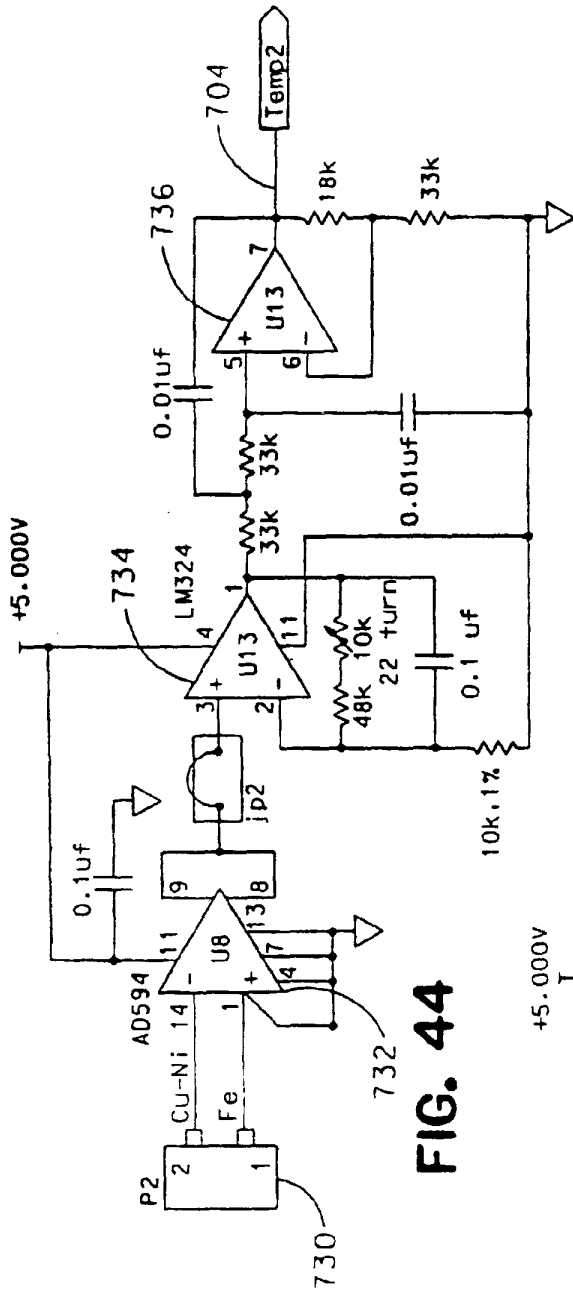 +5.000V
704
736
734
LM324
0.01uf
Temp2
7
U13
5
+
6
-
18k
33k
33k
33k
0.01uf
4
1
U13
3
+
2
-
11
48k 10k
22 turn
0.1 uf
10k,1%
jp2
0.1uf
AD594
11
9
8
U8
13
7
4
14
-
1
+
Cu-Ni
Fe
P2
2
1
730
732
FIG. 44
+5.000V